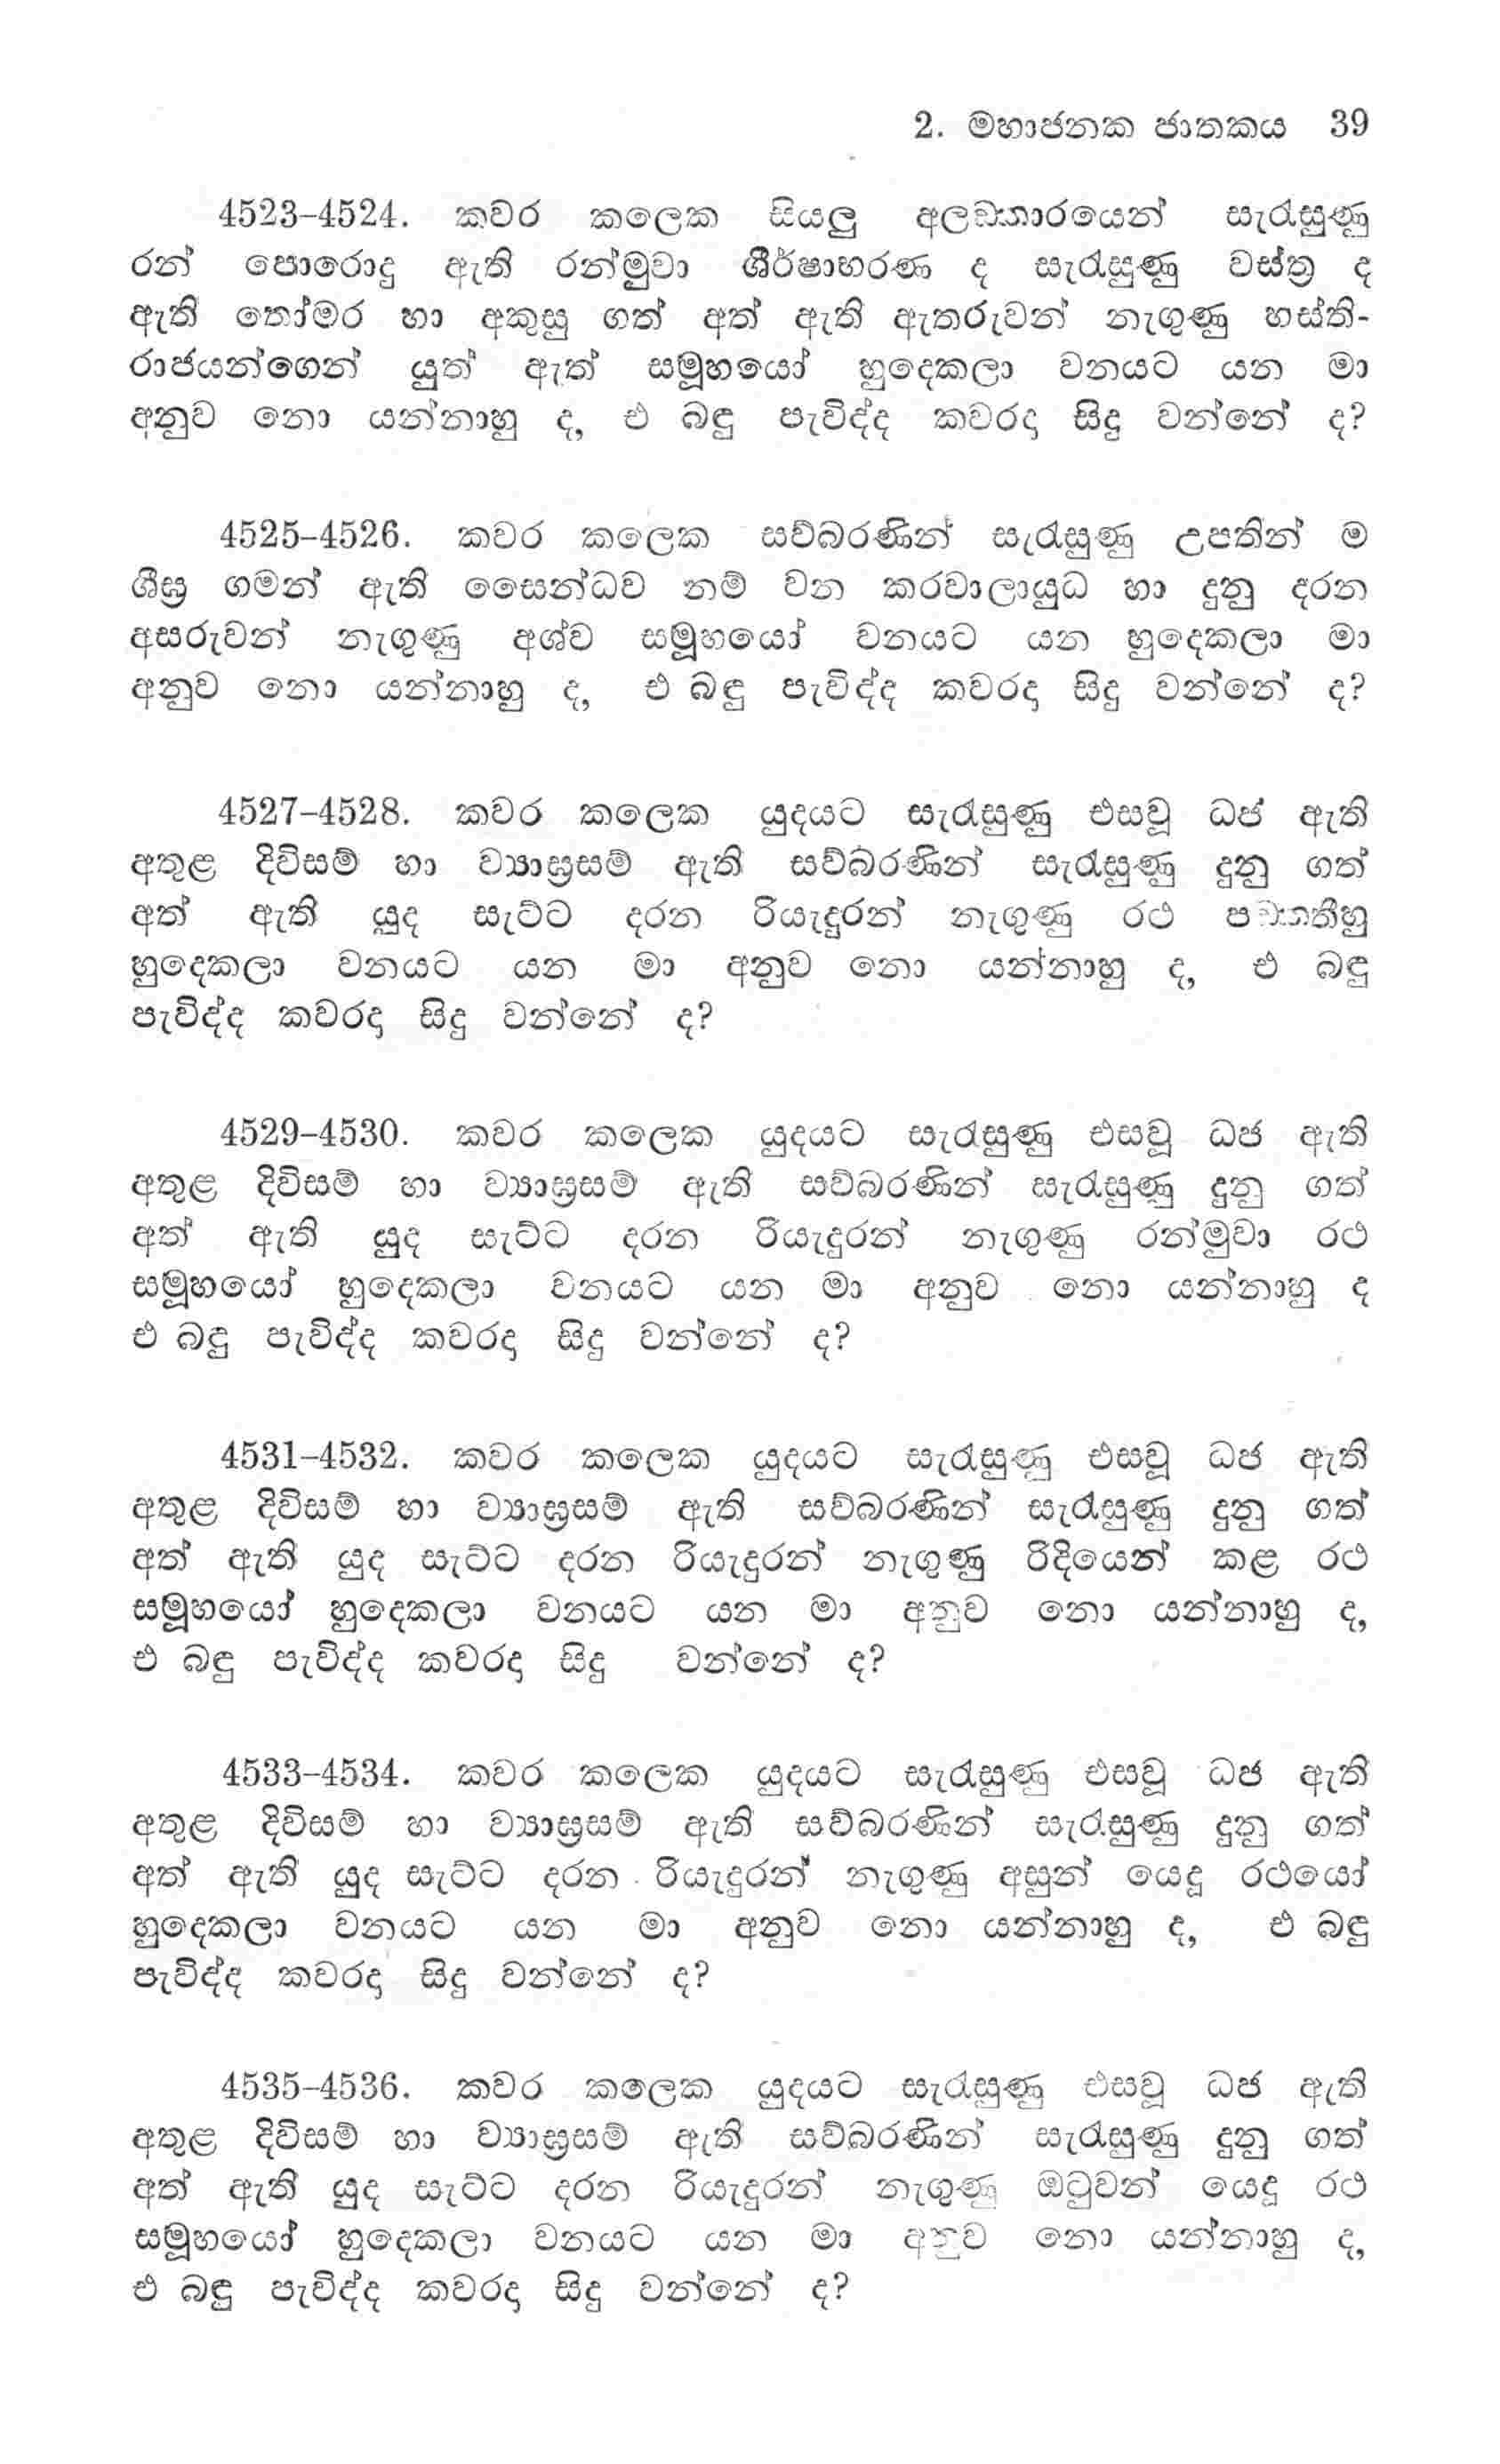 2. මහාජනක ජාතකය 39
4523–4524. කවර කලෙක සියලු අලඞ්කාරයෙන් සැරසුණු
රන් පොරොදු ඇති රන්මුවා ශීර්ෂාභරණ ද සැරසුණු වස්ත්‍ර ද
ඇති තෝමර හා අකුසු ගත් අත් ඇති ඇතරුවන් නැගුණු හස්ති-
රාජයන්ගෙන් යුත් ඇත් සමූහයෝ හුදෙකලා වනයට යන මා
අනුව නො යන්නාහු ද, එ බඳු පැවිද්ද කවරදා සිදු වන්නේ ද?
4525–4526. කවර කලෙක සව්බරණින් සැරසුණු උපතින් ම
ශීඝ්‍ර ගමන් ඇති සෛන්ධව නම් වන කරවාලායුධ හා දුනු දරන
අසරුවන් නැගුණු අශ්ව සමූහයෝ වනයට යන හුදෙකලා මා
අනුව නො යන්නාහු ද, එ බඳු පැවිද්ද කවරදා සිදු වන්නේ ද?
4527–4528. කවර කලෙක යුදයට සැරසුණු එසවූ ධජ ඇති
අතුළ දිවිසම් හා ව්‍යාඝ්‍රසම් ඇති සව්බරණින් සැරසුණු දුනු ගත්
අත් ඇති යුද සැට්ට දරන රියැදුරන් නැගුණු රථ පඞ්ක්තීහු
හුදෙකලා වනයට යන මා අනුව නො යන්නාහු ද, එ බඳු
පැවිද්ද කවරදා සිදු වන්නේ ද?
4529–4530. කවර කලෙක යුදයට සැරසුණු එසවූ ධජ ඇති
අතුළ දිවිසම් හා ව්‍යාඝ්‍රසම් ඇති සව්බරණින් සැරසුණු දුනු ගත්
අත් ඇති යුද සැට්ට දරන රියැදුරන් නැගුණු රන්මුවා රථ
සමූහයෝ හුදෙකලා වනයට යන මා අනුව නො යන්නාහු ද
එ බඳු පැවිද්ද කවරදා සිදු වන්නේ ද?
4531–4532. කවර කලෙක යුදයට සැරසුණු එසවූ ධජ ඇති
අතුළ දිවිසම් හා ව්‍යාඝ්‍රසම් ඇති සව්බරණින් සැරසුණු දුනු ගත්
අත් ඇති යුද සැට්ට දරන රියැදුරන් නැගුණු රිදියෙන් කළ රථ
සමූහයෝ හුදෙකලා වනයට යන මා අනුව නො යන්නාහු ද,
එ බඳු පැවිද්ද කවරදා සිදු වන්නේ ද?
4533–4534. කවර කලෙක යුදයට සැරසුණු එසවූ ධජ ඇති
අතුළ දිවිසම් හා ව්‍යාඝ්‍රසම් ඇති සව්බරණින් සැරසුණු දුනු ගත්
අත් ඇති යුද සැට්ට දරන රියැදුරන් නැගුණු අසුන් යෙදූ රථයෝ
හුදෙකලා වනයට යන මා අනුව නො යන්නාහු ද, එ බඳු
පැවිද්ද කවරදා සිදු වන්නේ ද?
4535–4536. කවර කලෙක යුදයට සැරසුණු එසවූ ධජ ඇති
අතුළ දිවිසම් හා ව්‍යාඝ්‍රසම් ඇති සව්බරණින් සැරසුණු දුනු ගත්
අත් ඇති යුද සැට්ට දරන රියැදුරන් නැගුණු ඔටුවන් යෙදූ රථ
සමූහයෝ හුදෙකලා වනයට යන මා අනුව නො යන්නාහු ද,
එ බඳු පැවිද්ද කවරදා සිදු වන්නේ ද?